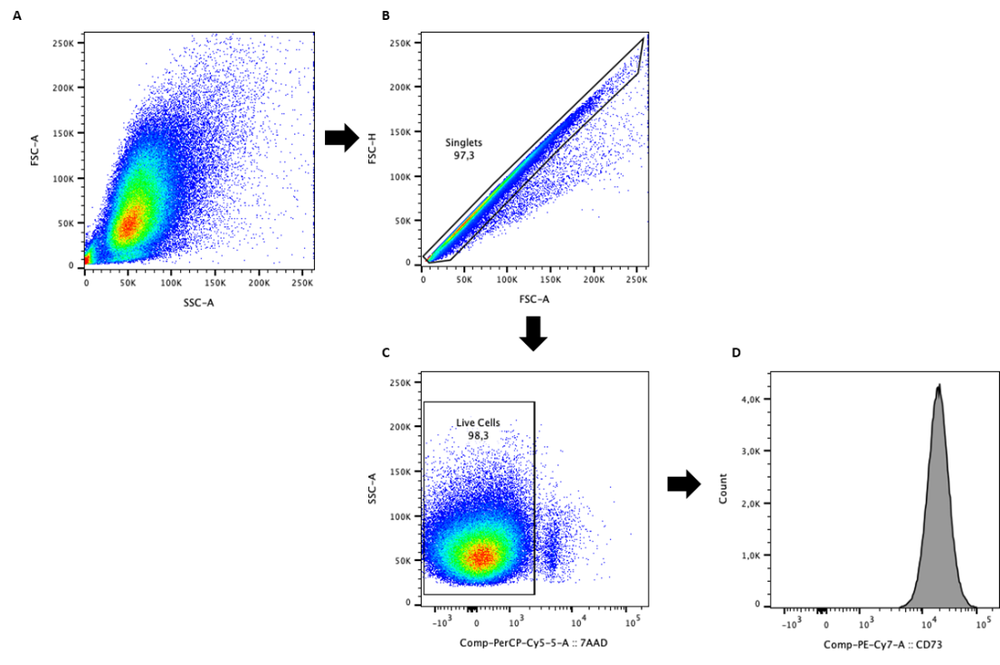 A
250K
200K
150K
100K
50K
0
FSC-A
0 50K 100K 150K 200K 250K
SSC-A
B
250K
200K
150K
100K
50K
0
FSC-H
Singlets
97,3
0 50K 100K 150K 200K 250K
FSC-A
C
250K
200K
150K
100K
50K
0
SSC-A
Live Cells
98,3
-10³ 0 10³ 10⁴ 10⁵
Comp-PerCP-Cy5-5-A :: 7AAD
D
4,0K
3,0K
2,0K
1,0K
0
Count
-10³ 0 10³ 10⁴ 10⁵
Comp-PE-Cy7-A :: CD73